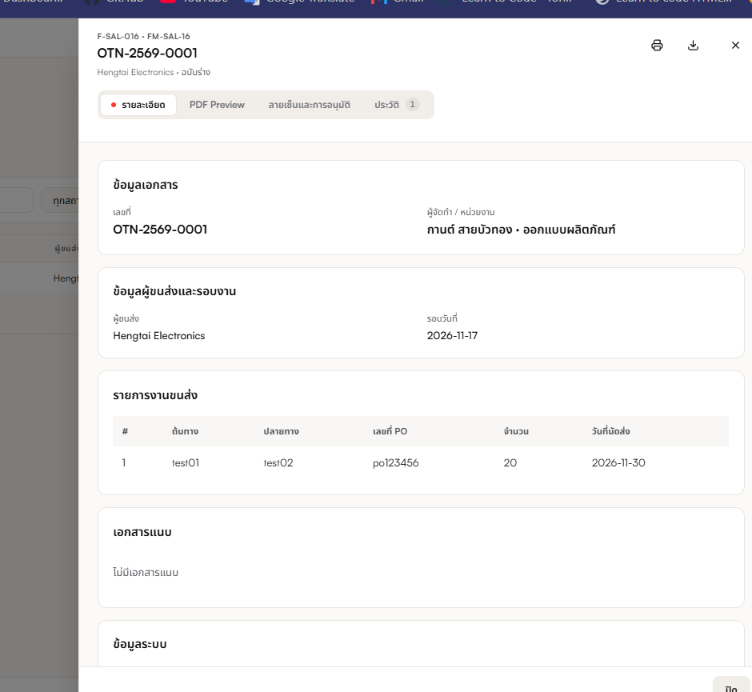 GitHub
YouTube
Google Translate
Gmail
F-SAL-016 • FM-SAL-16
OTN-2569-0001
Hengtai Electronics • ฉบับร่าง
รายละเอียด
PDF Preview
ลายเซ็นและการอนุมัติ
ประวัติ 1
ข้อมูลเอกสาร
เลขที่
ผู้จัดทำ / หน่วยงาน
OTN-2569-0001
กานต์ สายบัวทอง • ออกแบบผลิตภัณฑ์
ข้อมูลผู้ขนส่งและรอบงาน
ผู้ขนส่ง
รอบวันที่
Hengtai Electronics
2026-11-17
รายการงานขนส่ง
# ต้นทาง ปลายทาง เลขที่ PO จำนวน วันที่นัดส่ง
1 test01 test02 po123456 20 2026-11-30
เอกสารแนบ
ไม่มีเอกสารแนบ
ข้อมูลระบบ
ปิด